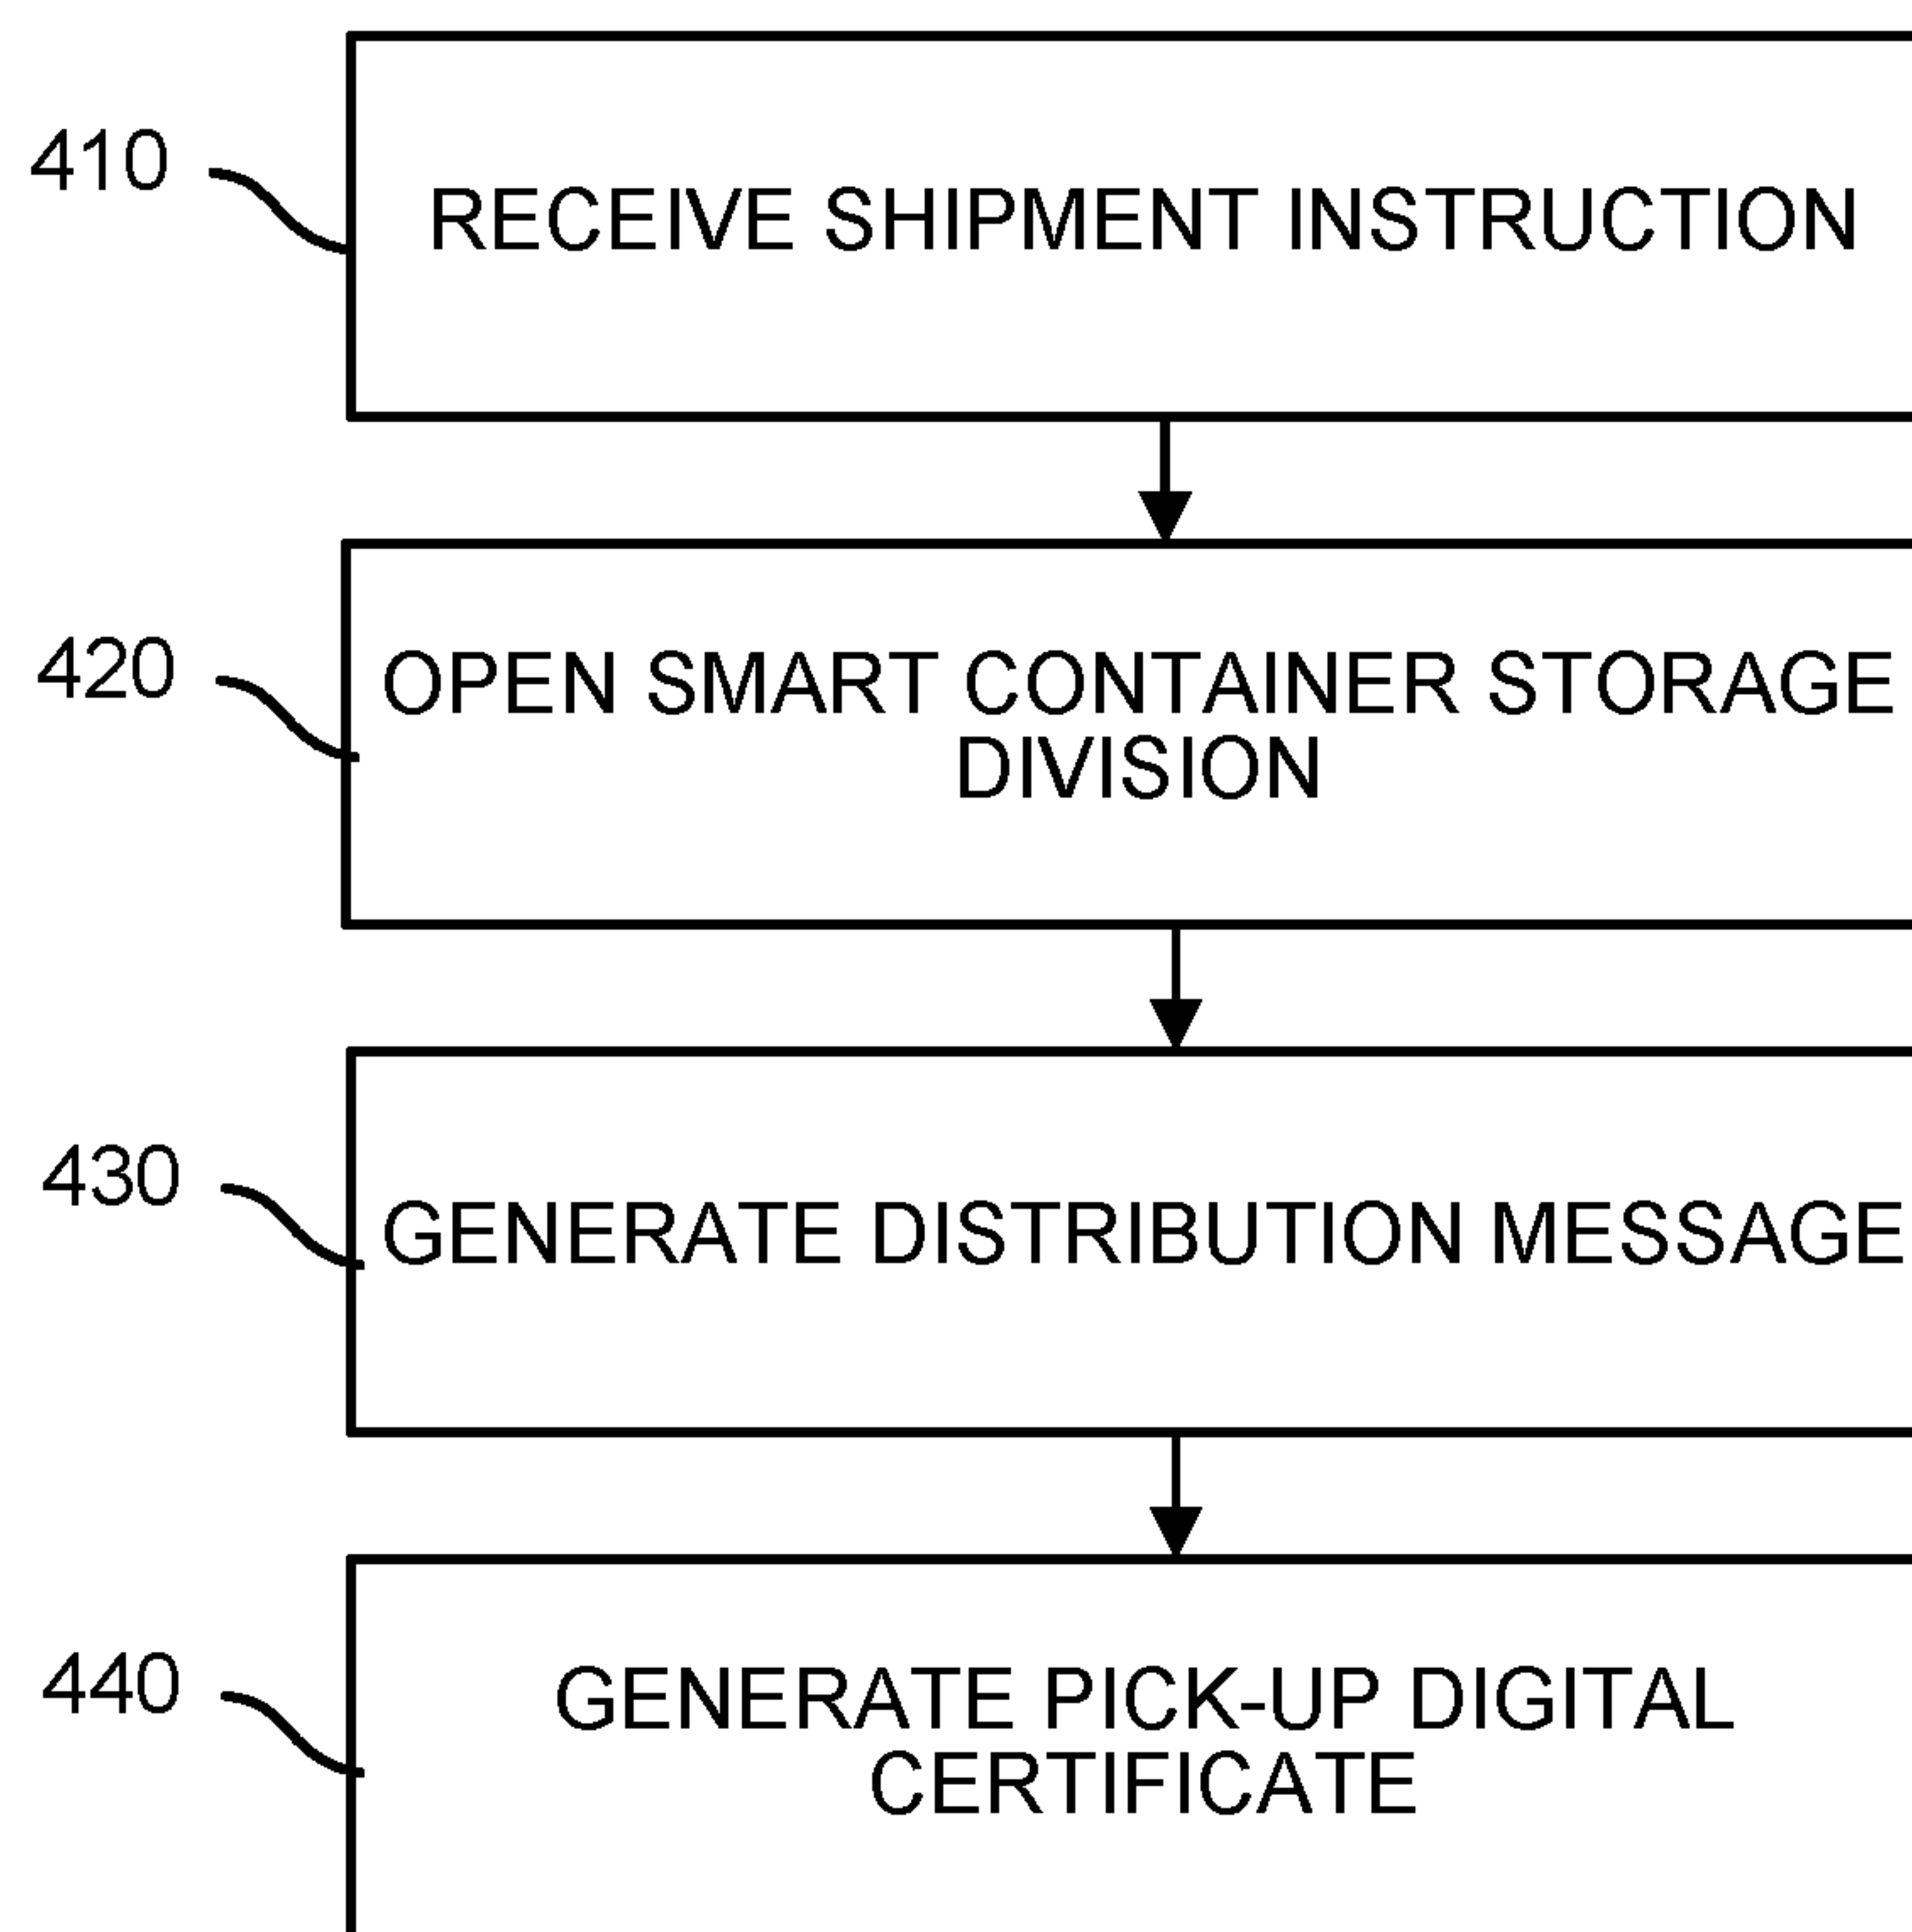 410
RECEIVE SHIPMENT INSTRUCTION
420
OPEN SMART CONTAINER STORAGE
DIVISION
430
GENERATE DISTRIBUTION MESSAGE
440
GENERATE PICK-UP DIGITAL
CERTIFICATE